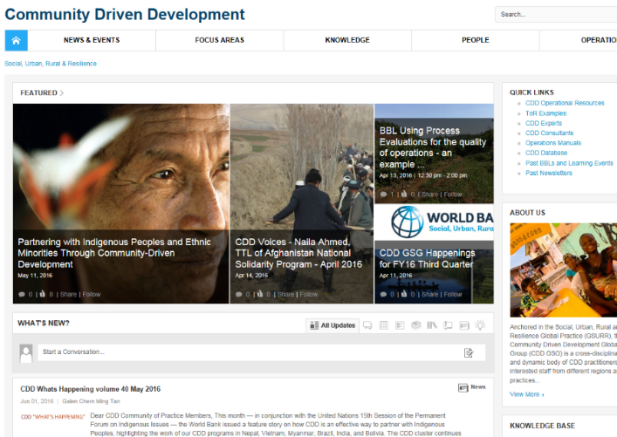 Community Driven Development
Search...
NEWS & EVENTS
FOCUS AREAS
KNOWLEDGE
PEOPLE
OPERATIO
Social, Urban, Rural & Resilience
FEATURED >
Partnering with Indigenous Peoples and Ethnic
Minorities Through Community-Driven
Development
May 11, 2016
0 | 8 | Share | Follow
CDD Voices - Naila Ahmed,
TTL of Afghanistan National
Solidarity Program - April 2016
Apr 14, 2016
0 | 0 | Share | Follow
BBL Using Process
Evaluations for the quality
of operations - an
example ...
Apr 13, 2016 | 12:30 pm - 2:00 pm
1 | 0 | Share | Follow
WORLD BA
Social, Urban, Rura
CDD GSG Happenings
for FY16 Third Quarter
Apr 11, 2016
0 | 0 | Share | Follow
QUICK LINKS
CDD Operational Resources
ToR Examples
CDD Experts
CDD Consultants
Operations Manuals
CDD Database
Past BBLs and Learning Events
Past Newsletters
ABOUT US
Anchored in the Social, Urban, Rural an
Resilience Global Practice (GSURR), th
Community Driven Development Global
Group (CDD GSG) is a cross-disciplina
and dynamic body of CDD practitioners
interested staff from different regions a
practices...
View More »
KNOWLEDGE BASE
WHAT'S NEW?
All Updates
Start a Conversation...
CDD Whats Happening volume 40 May 2016
News
Jun 01, 2016 | Galen Chern Ming Tan
CDD "WHAT'S HAPPENING"
Dear CDD Community of Practice Members, This month — in conjunction with the United Nations 15th Session of the Permanent
Forum on Indigenous Issues — the World Bank issued a feature story on how CDD is an effective way to partner with Indigenous
Peoples, highlighting the work of our CDD programs in Nepal, Vietnam, Myanmar, Brazil, India, and Bolivia. The CDD cluster continues